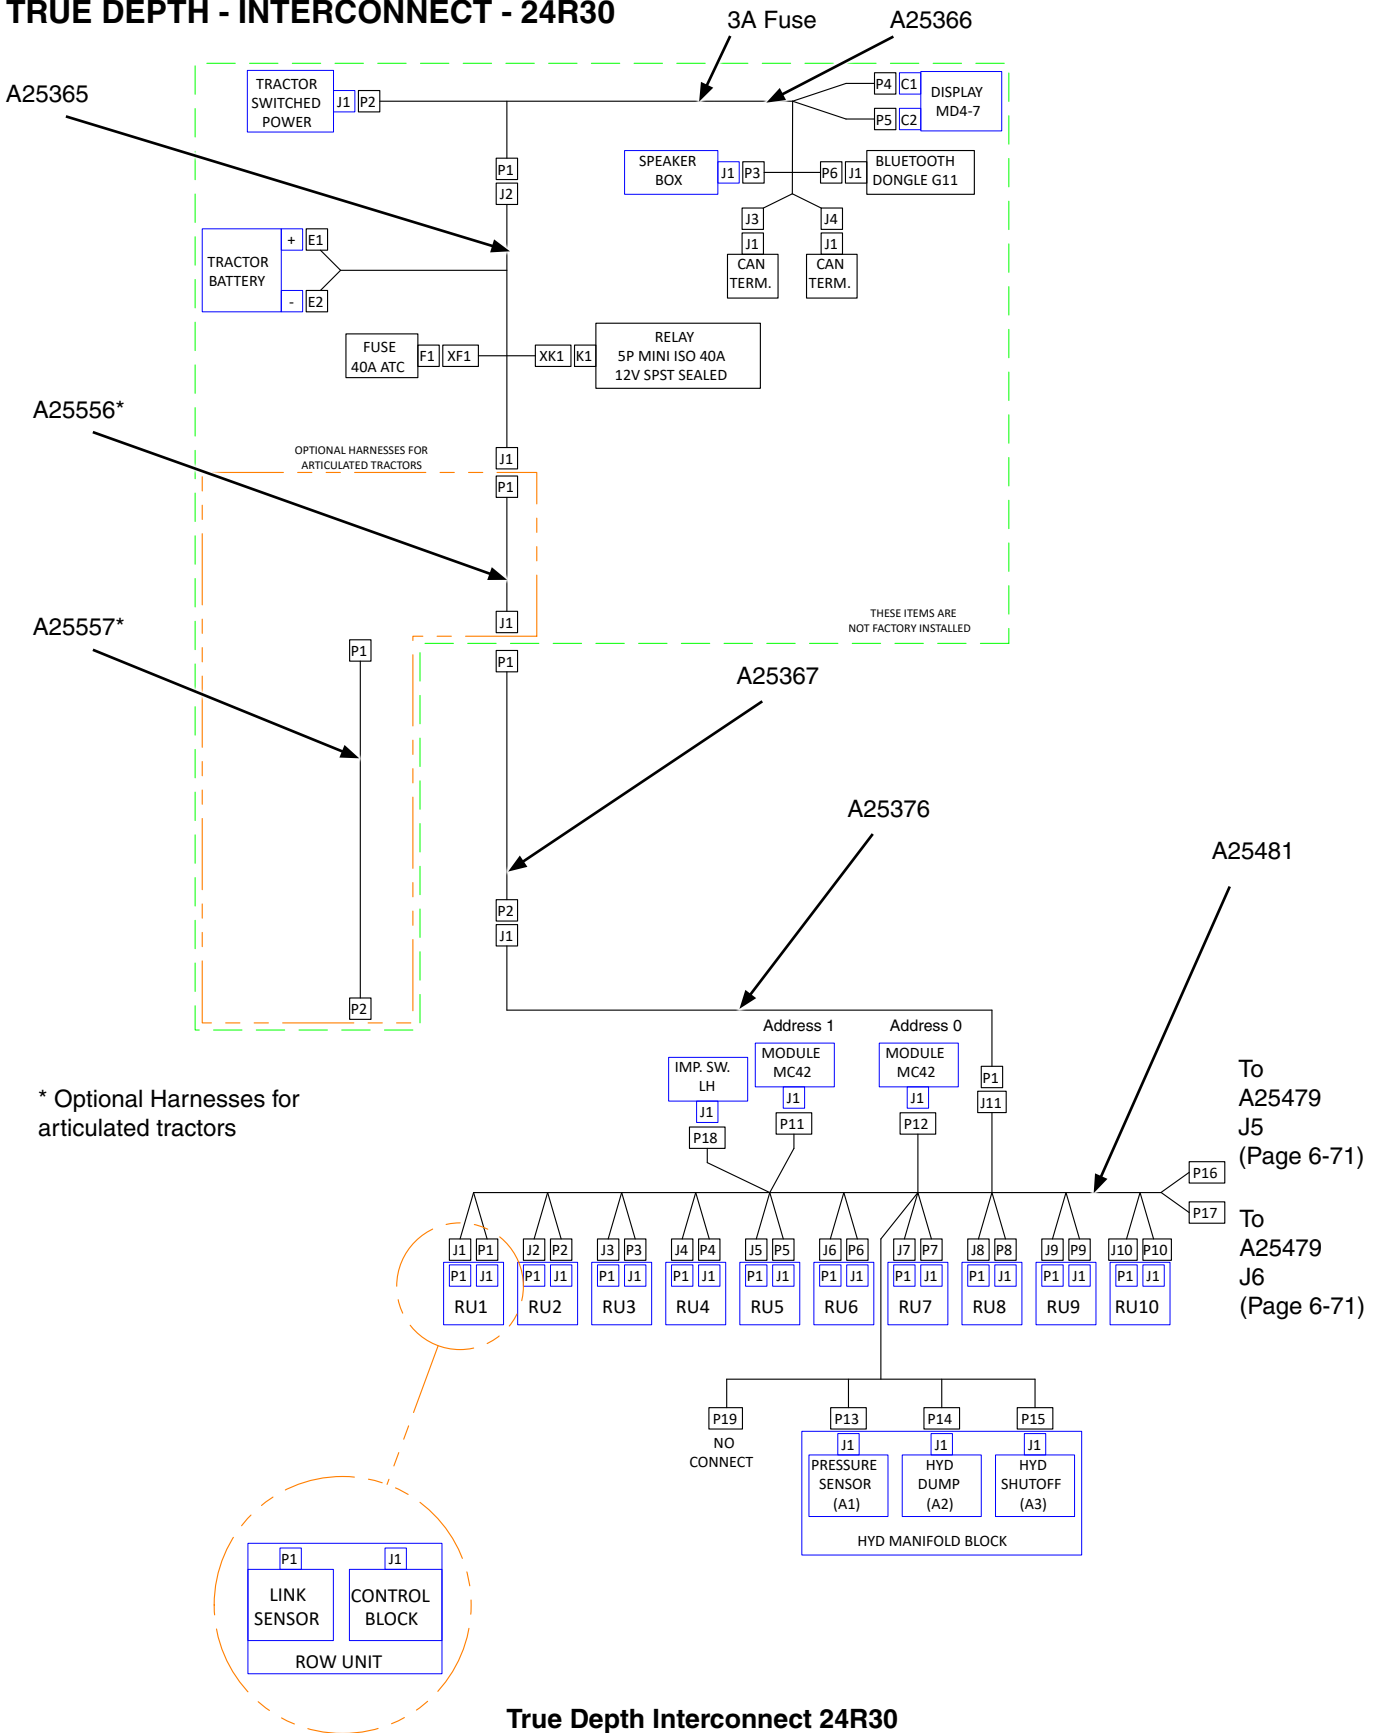 TRUE DEPTH - INTERCONNECT - 24R30
3A Fuse
A25366
A25365
TRACTOR
SWITCHED
POWER
J1 P2
P4 C1
P5 C2
DISPLAY
MD4-7
P1
J2
SPEAKER
BOX
J1 P3
P6 J1
BLUETOOTH
DONGLE G11
J3
J1
CAN
TERM.
J4
J1
CAN
TERM.
TRACTOR
BATTERY
+ E1
- E2
FUSE
40A ATC
F1 XF1
XK1 K1
RELAY
5P MINI ISO 40A
12V SPST SEALED
A25556*
OPTIONAL HARNESSES FOR
ARTICULATED TRACTORS
J1
P1
J1
THESE ITEMS ARE
NOT FACTORY INSTALLED
A25557*
P1
P1
A25367
A25376
A25481
P2
J1
P2
Address 1
Address 0
IMP. SW.
LH
J1
P18
MODULE
MC42
J1
P11
MODULE
MC42
J1
P12
P1
J11
* Optional Harnesses for
articulated tractors
To
A25479
J5
(Page 6-71)
P16
P17
To
A25479
J6
(Page 6-71)
J1 P1 J2 P2 J3 P3 J4 P4 J5 P5 J6 P6 J7 P7 J8 P8 J9 P9 J10 P10
P1 J1 P1 J1 P1 J1 P1 J1 P1 J1 P1 J1 P1 J1 P1 J1 P1 J1 P1 J1
RU1 RU2 RU3 RU4 RU5 RU6 RU7 RU8 RU9 RU10
P19
NO
CONNECT
P13
J1
PRESSURE
SENSOR
(A1)
P14
J1
HYD
DUMP
(A2)
P15
J1
HYD
SHUTOFF
(A3)
HYD MANIFOLD BLOCK
P1
LINK
SENSOR
J1
CONTROL
BLOCK
ROW UNIT
True Depth Interconnect 24R30